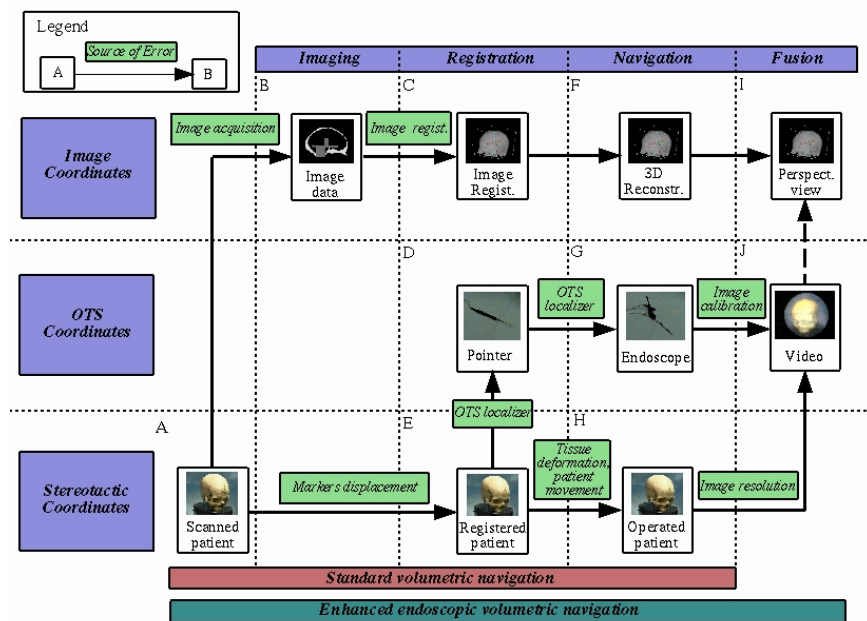 Legend
Source of Error
A
B
Imaging
Registration
Navigation
Fusion
B
C
F
I
Image acquisition
Image regist.
Image
Coordinates
Image
data
Image
Regist.
3D
Reconstr.
Perspect.
view
D
G
J
OTS
localizer
Image
calibration
OTS
Coordinates
Pointer
Endoscope
Video
A
E
OTS localizer
H
Tissue
deformation,
patient
movement
Markers displacement
Image resolution
Stereotactic
Coordinates
Scanned
patient
Registered
patient
Operated
patient
Standard volumetric navigation
Enhanced endoscopic volumetric navigation